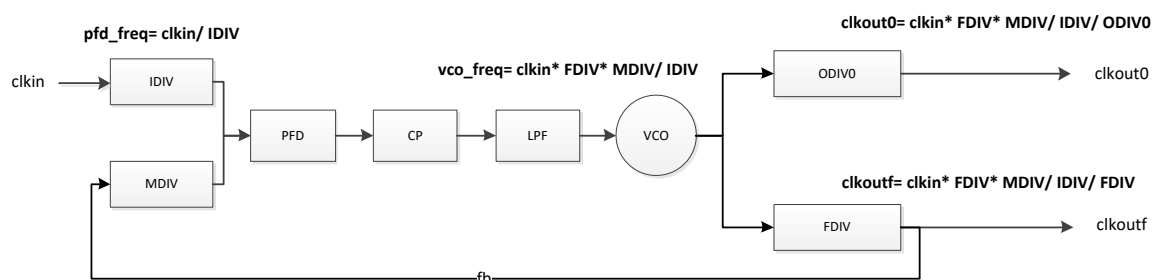 clkout0= clkin* FDIV* MDIV/ IDIV/ ODIV0
pfd_freq= clkin/ IDIV
vco_freq= clkin* FDIV* MDIV/ IDIV
clkin
IDIV
ODIV0
clkout0
PFD
CP
LPF
VCO
MDIV
clkoutf= clkin* FDIV* MDIV/ IDIV/ FDIV
FDIV
clkoutf
fb